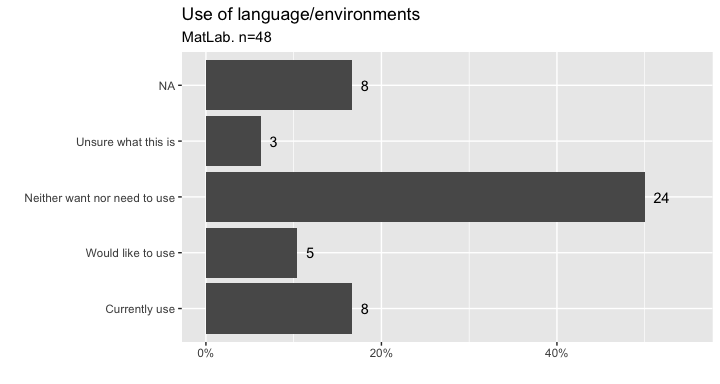 Use of language/environments
MatLab. n=48
NA
8
Unsure what this is
3
Neither want nor need to use
24
Would like to use
5
Currently use
8
0%
20%
40%